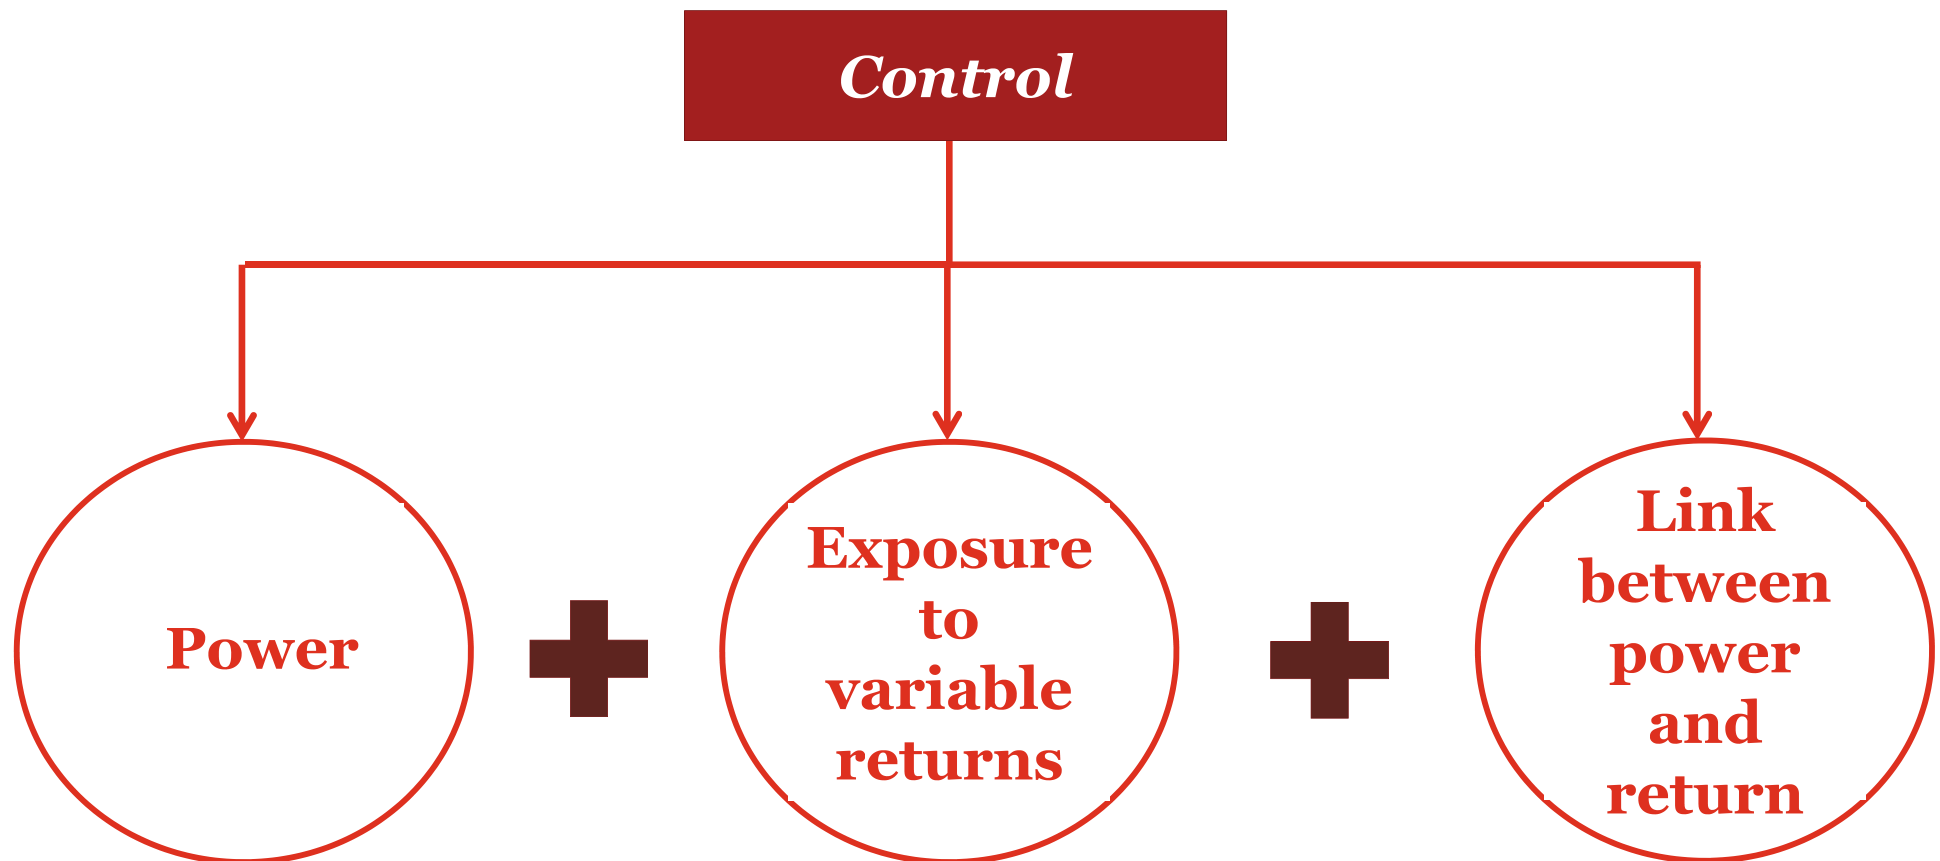 Control
Power
Exposure
to
variable
returns
Link
between
power
and
return